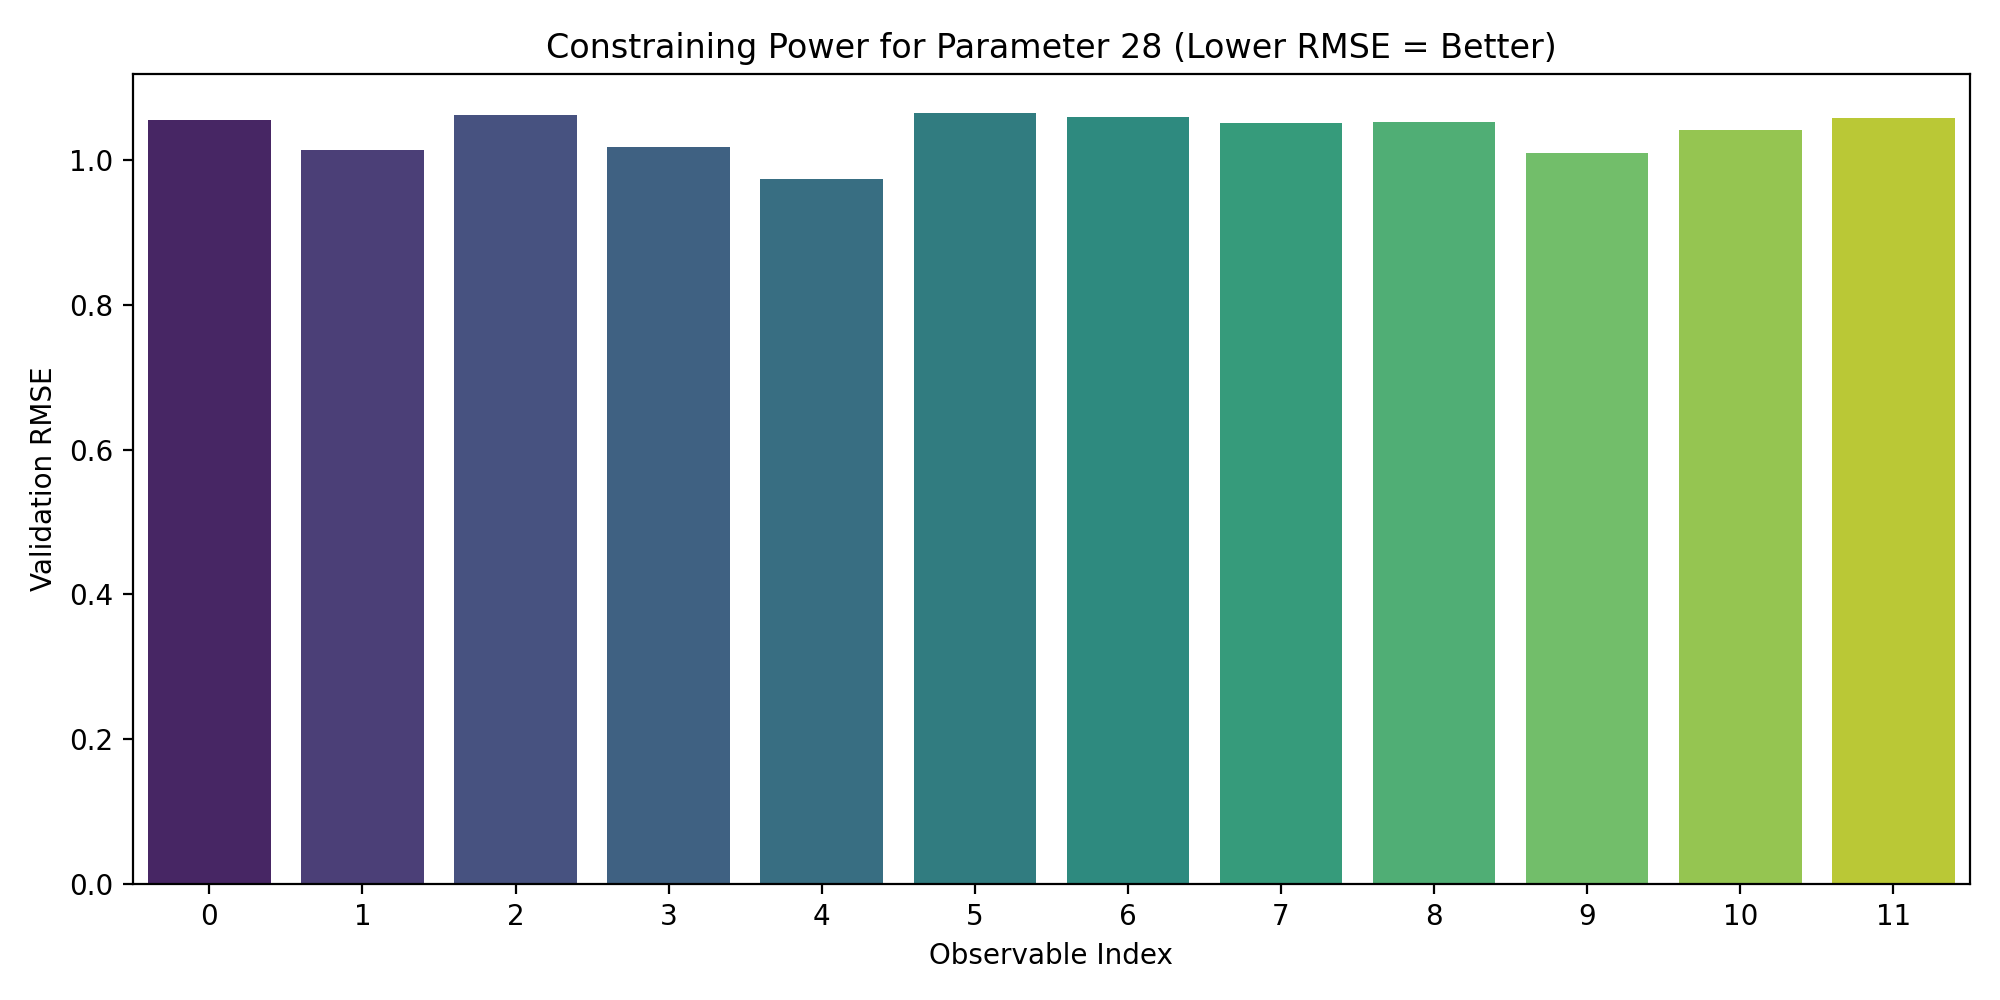 Constraining Power for Parameter 28 (Lower RMSE = Better)
Validation RMSE
1.0
0.8
0.6
0.4
0.2
0.0
0 1 2 3 4 5 6 7 8 9 10 11
Observable Index